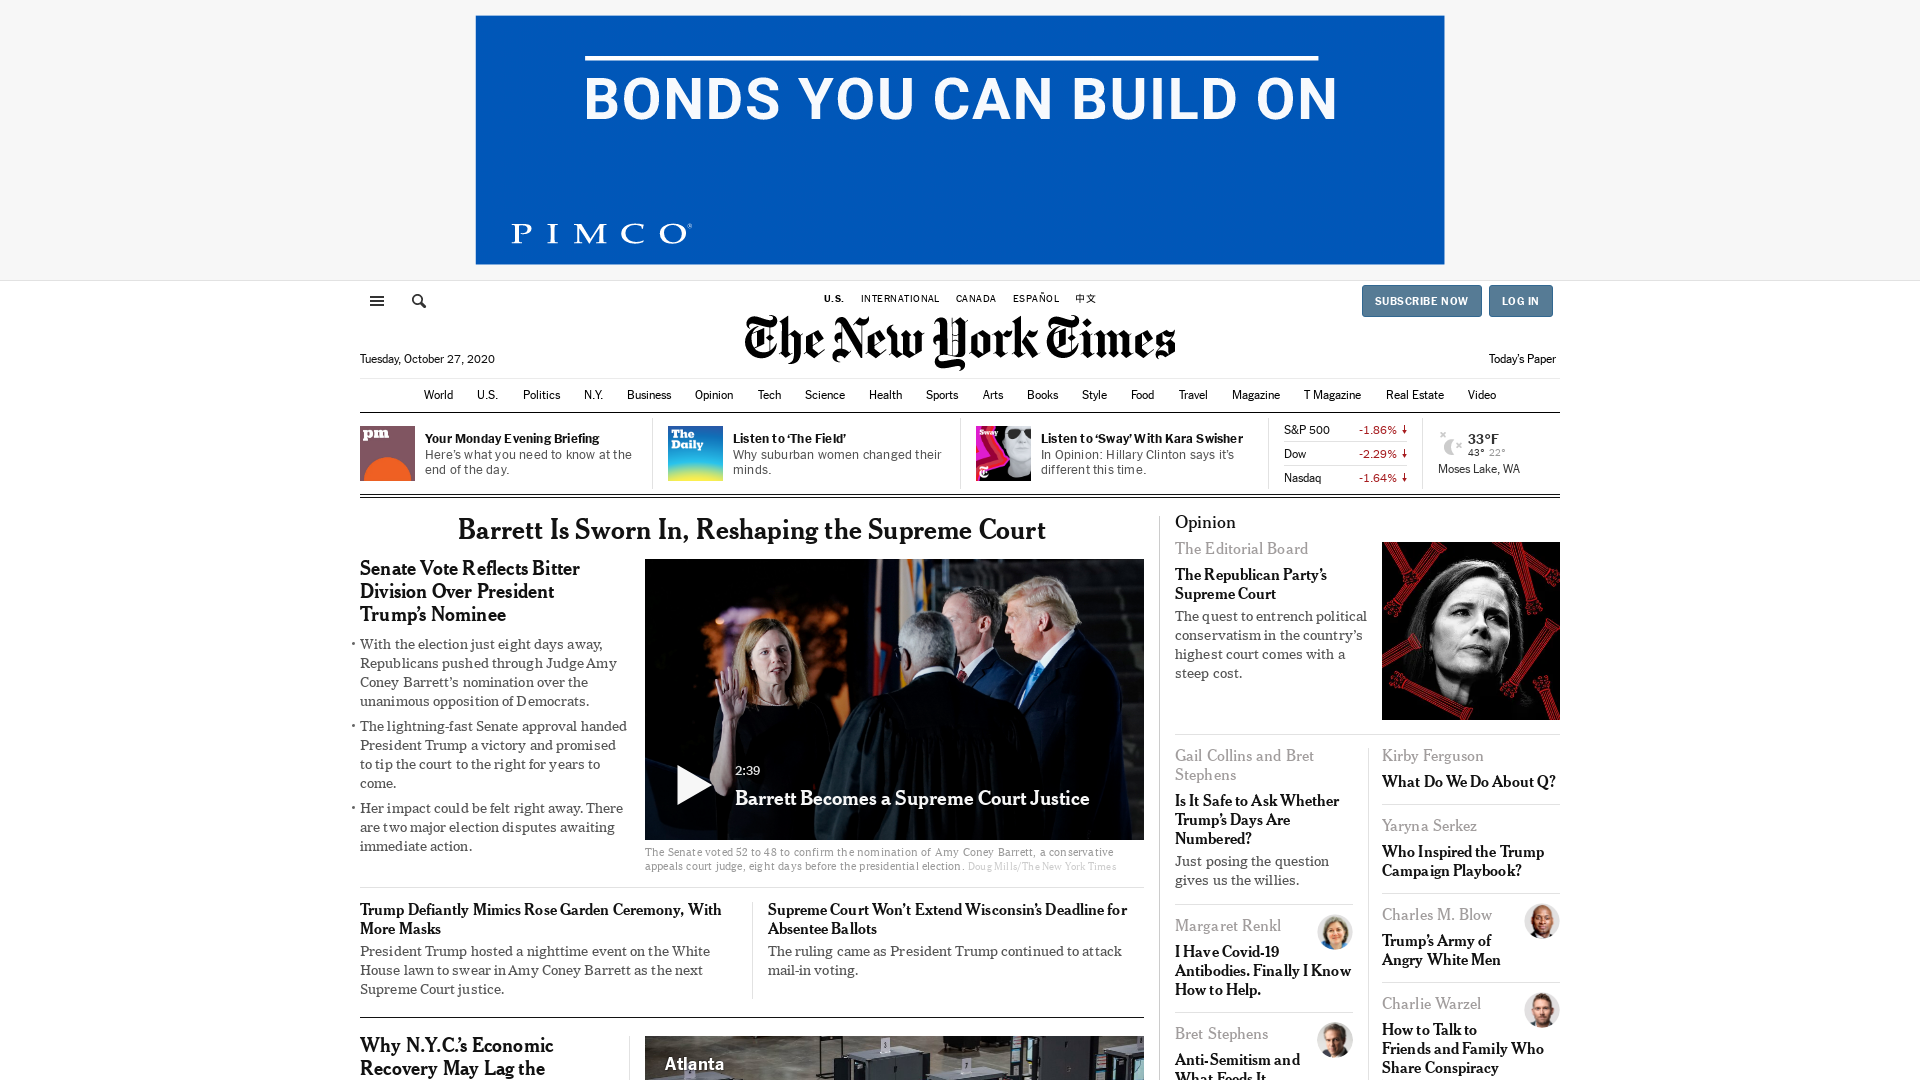 BONDS YOU CAN BUILD ON
PIMCO
U.S.
INTERNATIONAL
CANADA
ESPAÑOL
中文
SUBSCRIBE NOW
LOG IN
The New York Times
Tuesday, October 27, 2020
Today's Paper
World
U.S.
Politics
N.Y.
Business
Opinion
Tech
Science
Health
Sports
Arts
Books
Style
Food
Travel
Magazine
T Magazine
Real Estate
Video
pm
Your Monday Evening Briefing
Here's what you need to know at the
end of the day.
The
Daily
Listen to 'The Field'
Why suburban women changed their
minds.
Sway
Listen to 'Sway' With Kara Swisher
In Opinion: Hillary Clinton says it's
different this time.
S&P 500 -1.86%
Dow -2.29%
Nasdaq -1.64%
33°F
43° 22°
Moses Lake, WA
Barrett Is Sworn In, Reshaping the Supreme Court
Senate Vote Reflects Bitter
Division Over President
Trump's Nominee
• With the election just eight days away,
Republicans pushed through Judge Amy
Coney Barrett's nomination over the
unanimous opposition of Democrats.
• The lightning-fast Senate approval handed
President Trump a victory and promised
to tip the court to the right for years to
come.
• Her impact could be felt right away. There
are two major election disputes awaiting
immediate action.
2:39
Barrett Becomes a Supreme Court Justice
The Senate voted 52 to 48 to confirm the nomination of Amy Coney Barrett, a conservative
appeals court judge, eight days before the presidential election. Doug Mills/The New York Times
Trump Defiantly Mimics Rose Garden Ceremony, With
More Masks
President Trump hosted a nighttime event on the White
House lawn to swear in Amy Coney Barrett as the next
Supreme Court justice.
Supreme Court Won't Extend Wisconsin's Deadline for
Absentee Ballots
The ruling came as President Trump continued to attack
mail-in voting.
Why N.Y.C.'s Economic
Recovery May Lag the
Atlanta
Opinion
The Editorial Board
The Republican Party's
Supreme Court
The quest to entrench political
conservatism in the country's
highest court comes with a
steep cost.
Gail Collins and Bret
Stephens
Is It Safe to Ask Whether
Trump's Days Are
Numbered?
Just posing the question
gives us the willies.
Margaret Renkl
I Have Covid-19
Antibodies. Finally I Know
How to Help.
Bret Stephens
Anti-Semitism and
What Feeds It
Kirby Ferguson
What Do We Do About Q?
Yaryna Serkez
Who Inspired the Trump
Campaign Playbook?
Charles M. Blow
Trump's Army of
Angry White Men
Charlie Warzel
How to Talk to
Friends and Family Who
Share Conspiracy